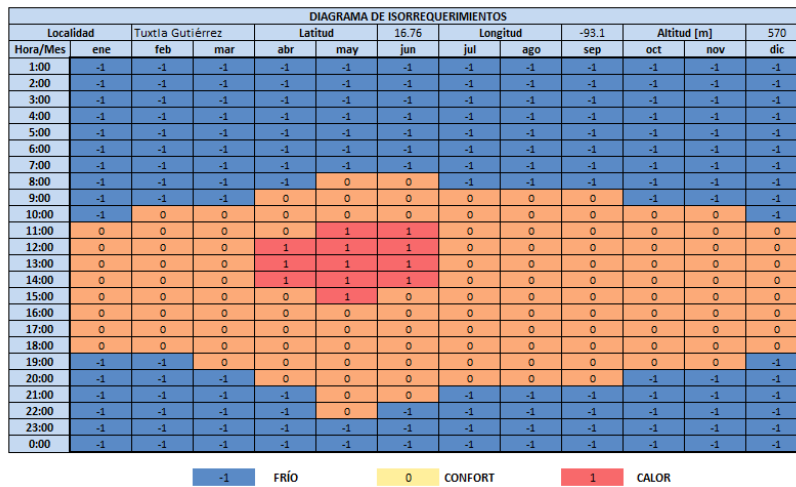 DIAGRAMA DE ISORREQUERIMIENTOS
Localidad Tuxtla Gutiérrez Latitud 16.76 Longitud -93.1 Altitud [m] 570
Hora/Mes ene feb mar abr may jun jul ago sep oct nov dic
1:00 -1 -1 -1 -1 -1 -1 -1 -1 -1 -1 -1 -1
2:00 -1 -1 -1 -1 -1 -1 -1 -1 -1 -1 -1 -1
3:00 -1 -1 -1 -1 -1 -1 -1 -1 -1 -1 -1 -1
4:00 -1 -1 -1 -1 -1 -1 -1 -1 -1 -1 -1 -1
5:00 -1 -1 -1 -1 -1 -1 -1 -1 -1 -1 -1 -1
6:00 -1 -1 -1 -1 -1 -1 -1 -1 -1 -1 -1 -1
7:00 -1 -1 -1 -1 -1 -1 -1 -1 -1 -1 -1 -1
8:00 -1 -1 -1 -1 0 0 -1 -1 -1 -1 -1 -1
9:00 -1 -1 -1 0 0 0 0 0 0 -1 -1 -1
10:00 -1 0 0 0 0 0 0 0 0 0 0 -1
11:00 0 0 0 0 1 1 0 0 0 0 0 0
12:00 0 0 0 1 1 1 0 0 0 0 0 0
13:00 0 0 0 1 1 1 0 0 0 0 0 0
14:00 0 0 0 1 1 1 0 0 0 0 0 0
15:00 0 0 0 0 1 0 0 0 0 0 0 0
16:00 0 0 0 0 0 0 0 0 0 0 0 0
17:00 0 0 0 0 0 0 0 0 0 0 0 0
18:00 0 0 0 0 0 0 0 0 0 0 0 0
19:00 -1 -1 0 0 0 0 0 0 0 0 0 -1
20:00 -1 -1 -1 0 0 0 0 0 0 -1 -1 -1
21:00 -1 -1 -1 -1 0 0 -1 -1 -1 -1 -1 -1
22:00 -1 -1 -1 -1 0 -1 -1 -1 -1 -1 -1 -1
23:00 -1 -1 -1 -1 -1 -1 -1 -1 -1 -1 -1 -1
0:00 -1 -1 -1 -1 -1 -1 -1 -1 -1 -1 -1 -1
-1 FRÍO 0 CONFORT 1 CALOR